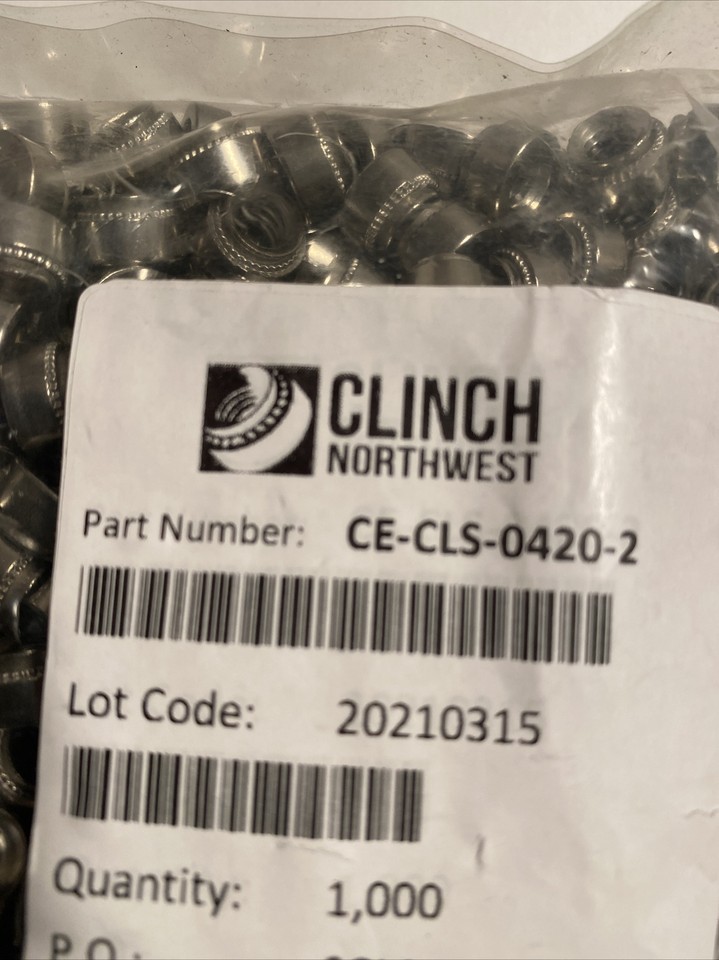 CLINCH
NORTHWEST
Part Number: CE-CLS-0420-2
Lot Code: 20210315
Quantity: 1,000
P.O.: